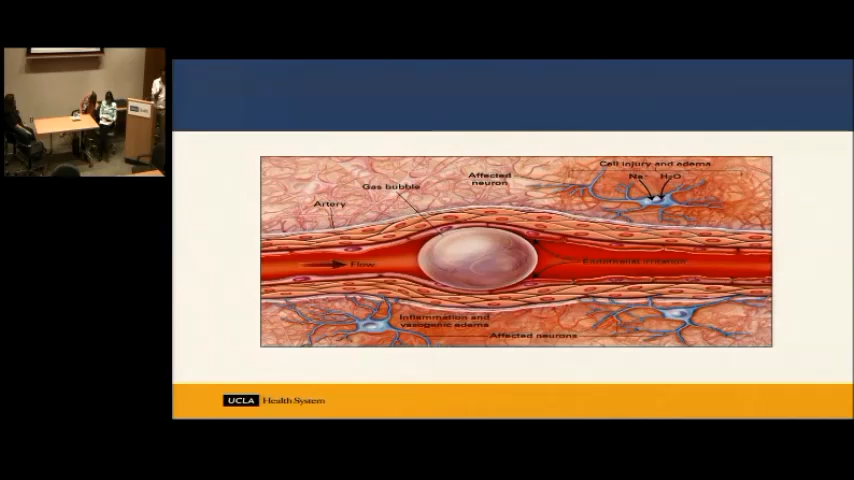 Cell injury and edema
Affected
neuron
Na+ H₂O
Gas bubble
Artery
Flow
Endothelial irritation
Inflammation and
vasogenic edema
Affected neurons
UCLA Health System
UCLA